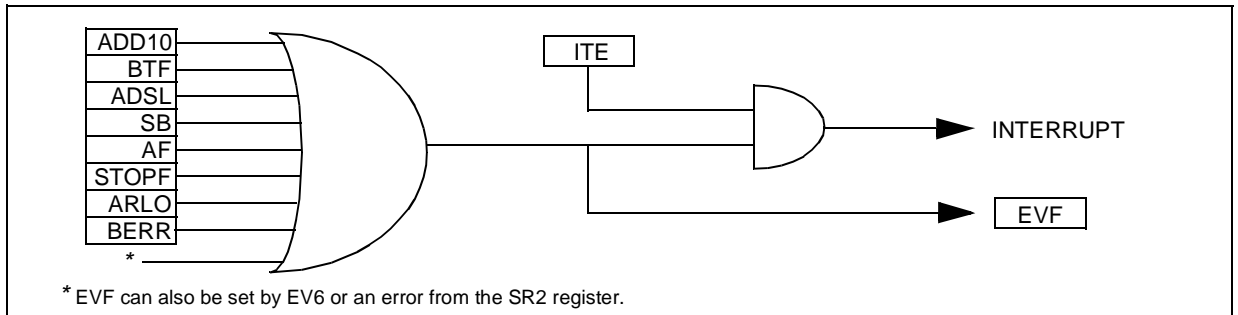 ADD10
BTF
ADSL
SB
AF
STOPF
ARLO
BERR
*
ITE
INTERRUPT
EVF
* EVF can also be set by EV6 or an error from the SR2 register.